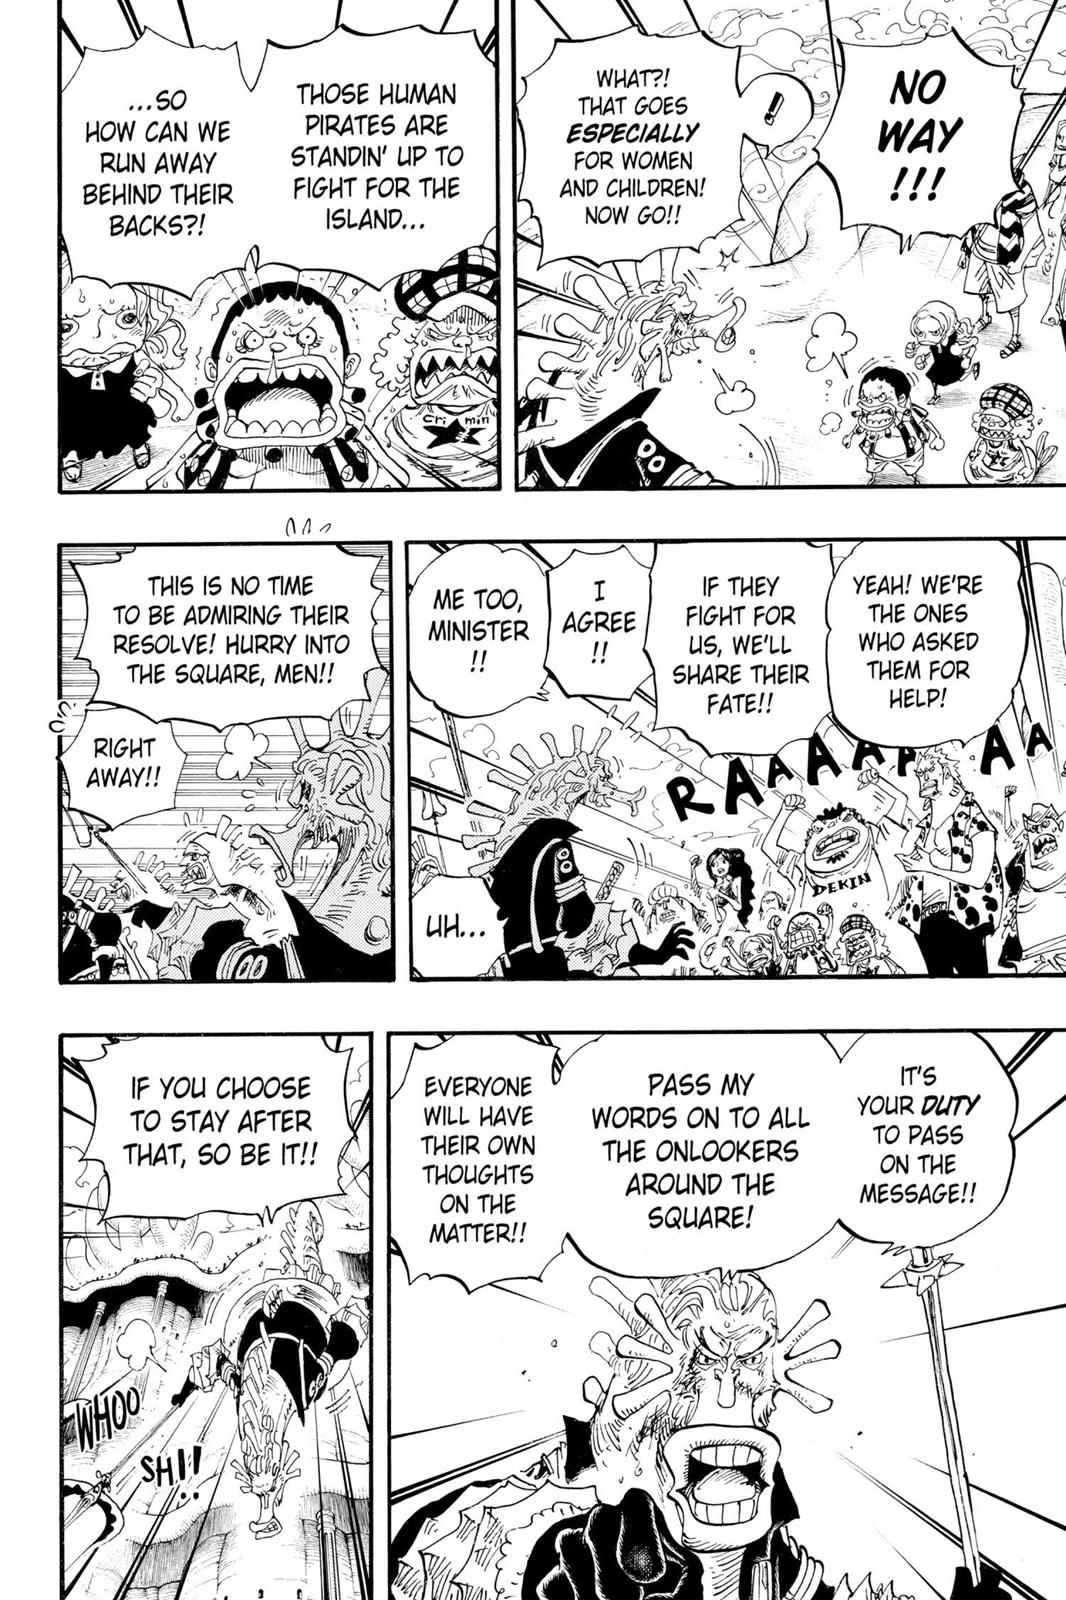 NO
WAY
!!!
!
WHAT?!
THAT GOES
ESPECIALLY
FOR WOMEN
AND CHILDREN!
NOW GO!!
THOSE HUMAN
PIRATES ARE
STANDIN' UP TO
FIGHT FOR THE
ISLAND...
...SO
HOW CAN WE
RUN AWAY
BEHIND THEIR
BACKS?!
Crimin
YEAH! WE'RE
THE ONES
WHO ASKED
THEM FOR
HELP!
IF THEY
FIGHT FOR
US, WE'LL
SHARE THEIR
FATE!!
I
AGREE
!!
ME TOO,
MINISTER
!!
RAAAAAAA
DEKIN
UH...
THIS IS NO TIME
TO BE ADMIRING THEIR
RESOLVE! HURRY INTO
THE SQUARE, MEN!!
RIGHT
AWAY!!
IT'S
YOUR DUTY
TO PASS
ON THE
MESSAGE!!
PASS MY
WORDS ON TO ALL
THE ONLOOKERS
AROUND THE
SQUARE!
EVERYONE
WILL HAVE
THEIR OWN
THOUGHTS
ON THE
MATTER!!
IF YOU CHOOSE
TO STAY AFTER
THAT, SO BE IT!!
WHOO
SH!!